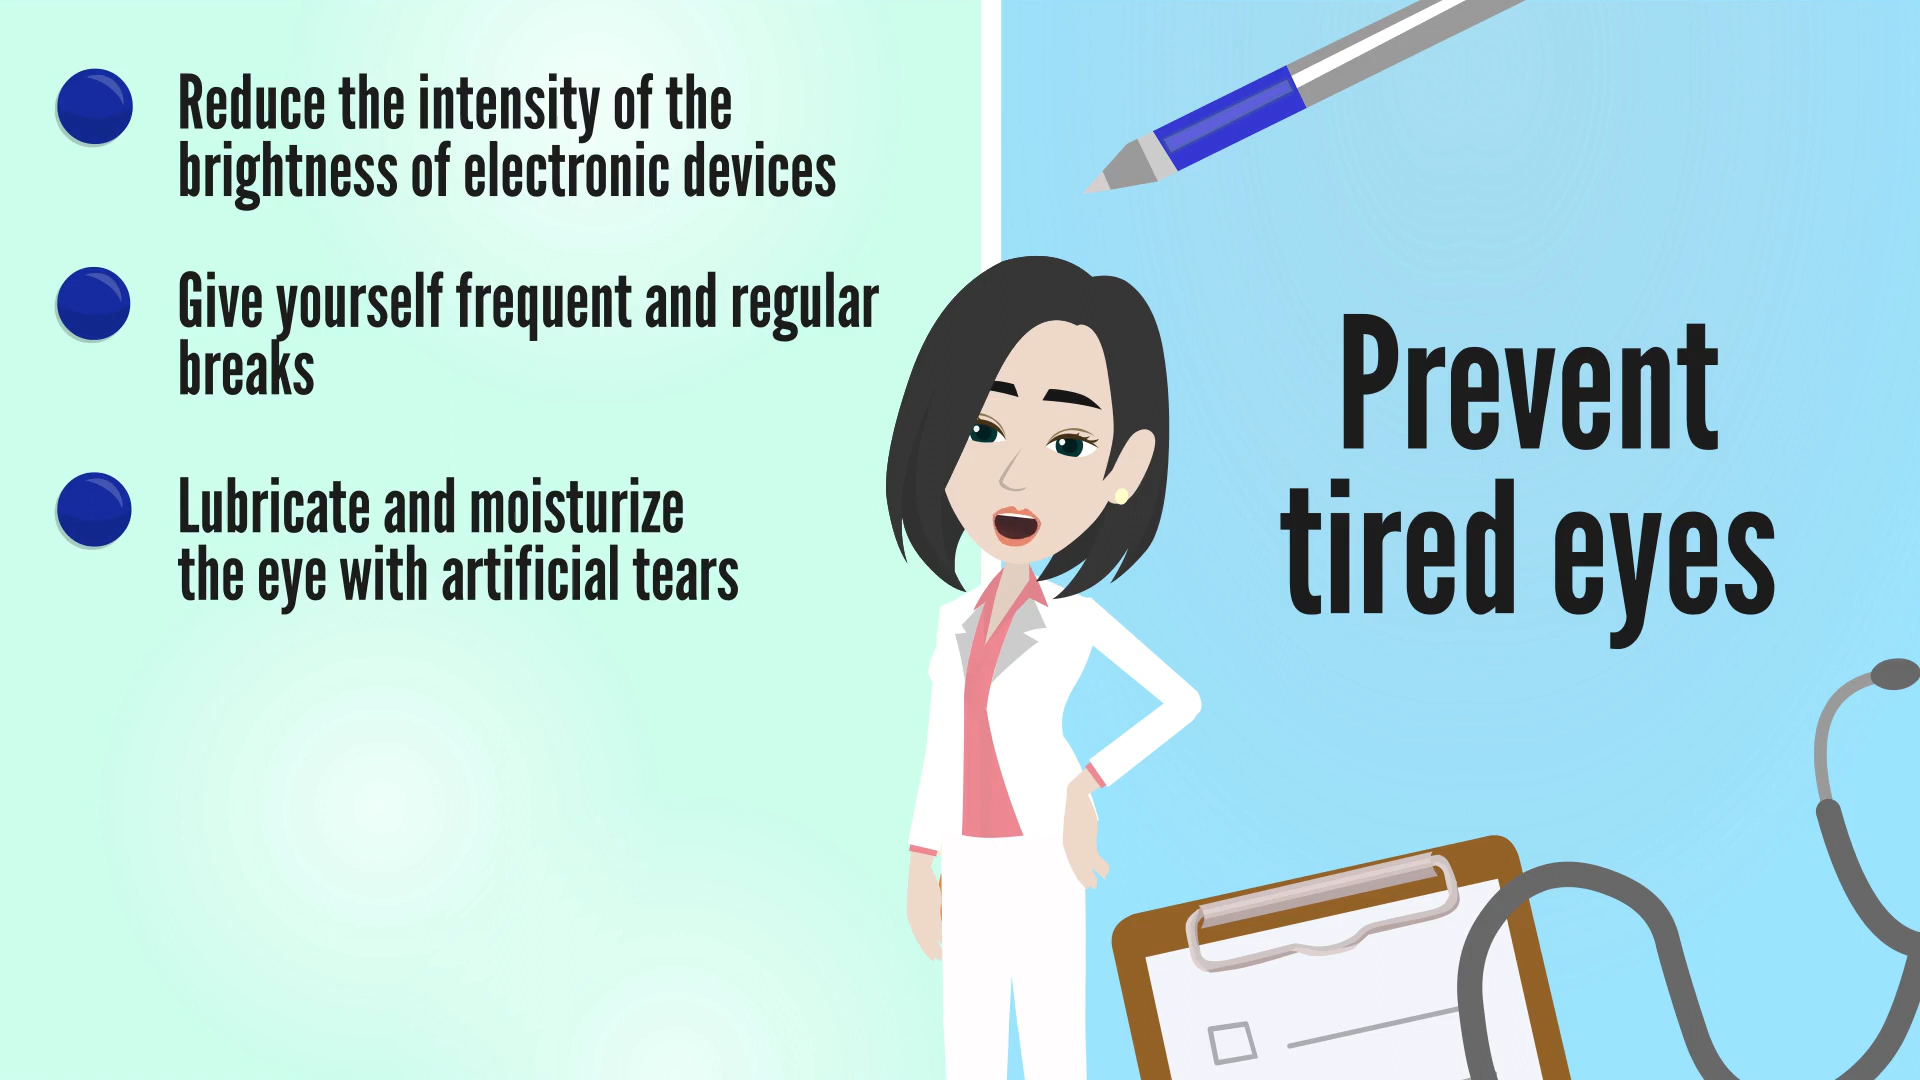 Reduce the intensity of the
brightness of electronic devices
Give yourself frequent and regular
breaks
Lubricate and moisturize
the eye with artificial tears
Prevent
tired eyes